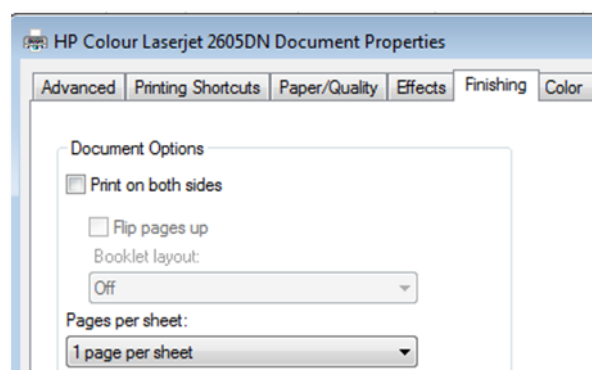 HP Colour Laserjet 2605DN Document Properties
Advanced Printing Shortcuts Paper/Quality Effects Finishing Color
Document Options
Print on both sides
Flip pages up
Booklet layout:
Off
Pages per sheet:
1 page per sheet